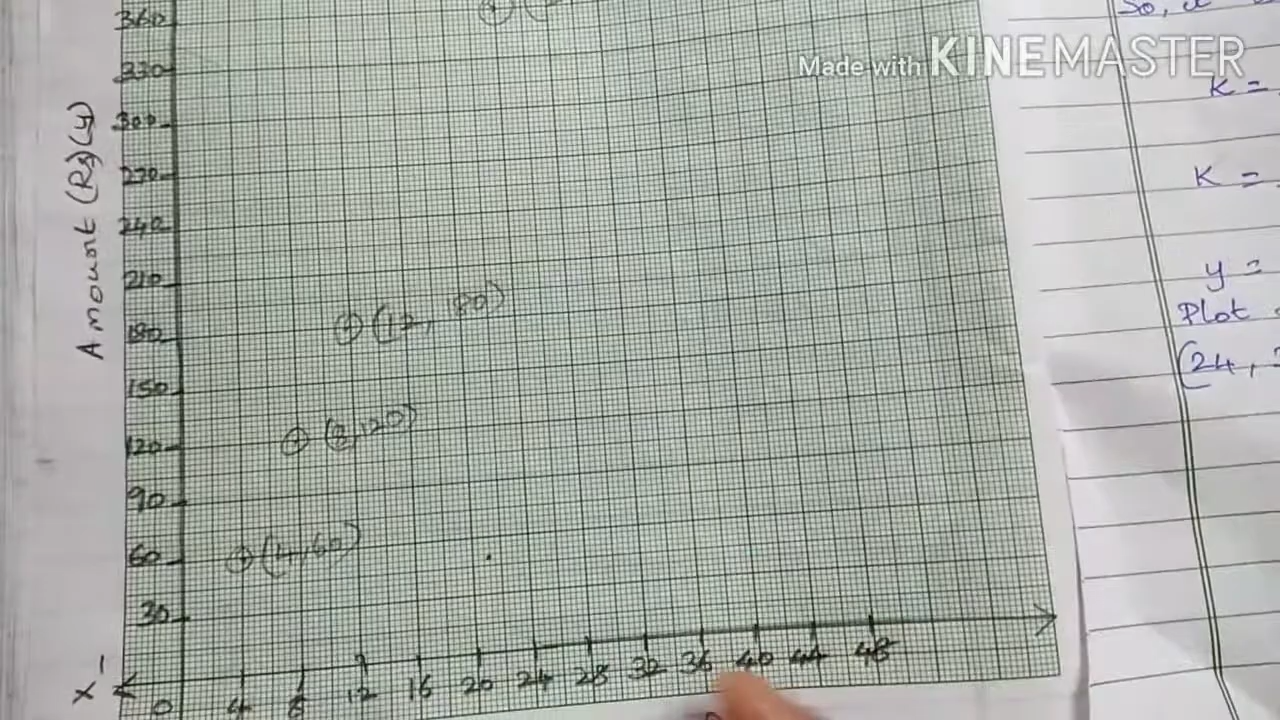 Made with KINEMASTER
So, it
K =
K =
y =
Plot
(24,
Amount (Rs)(y)
360
330
300
270
240
210
180
150
120
90
60
30
(12, 180)
(8,120)
(4,60)
X'
0 4 8 12 16 20 24 28 32 36 40 44 48